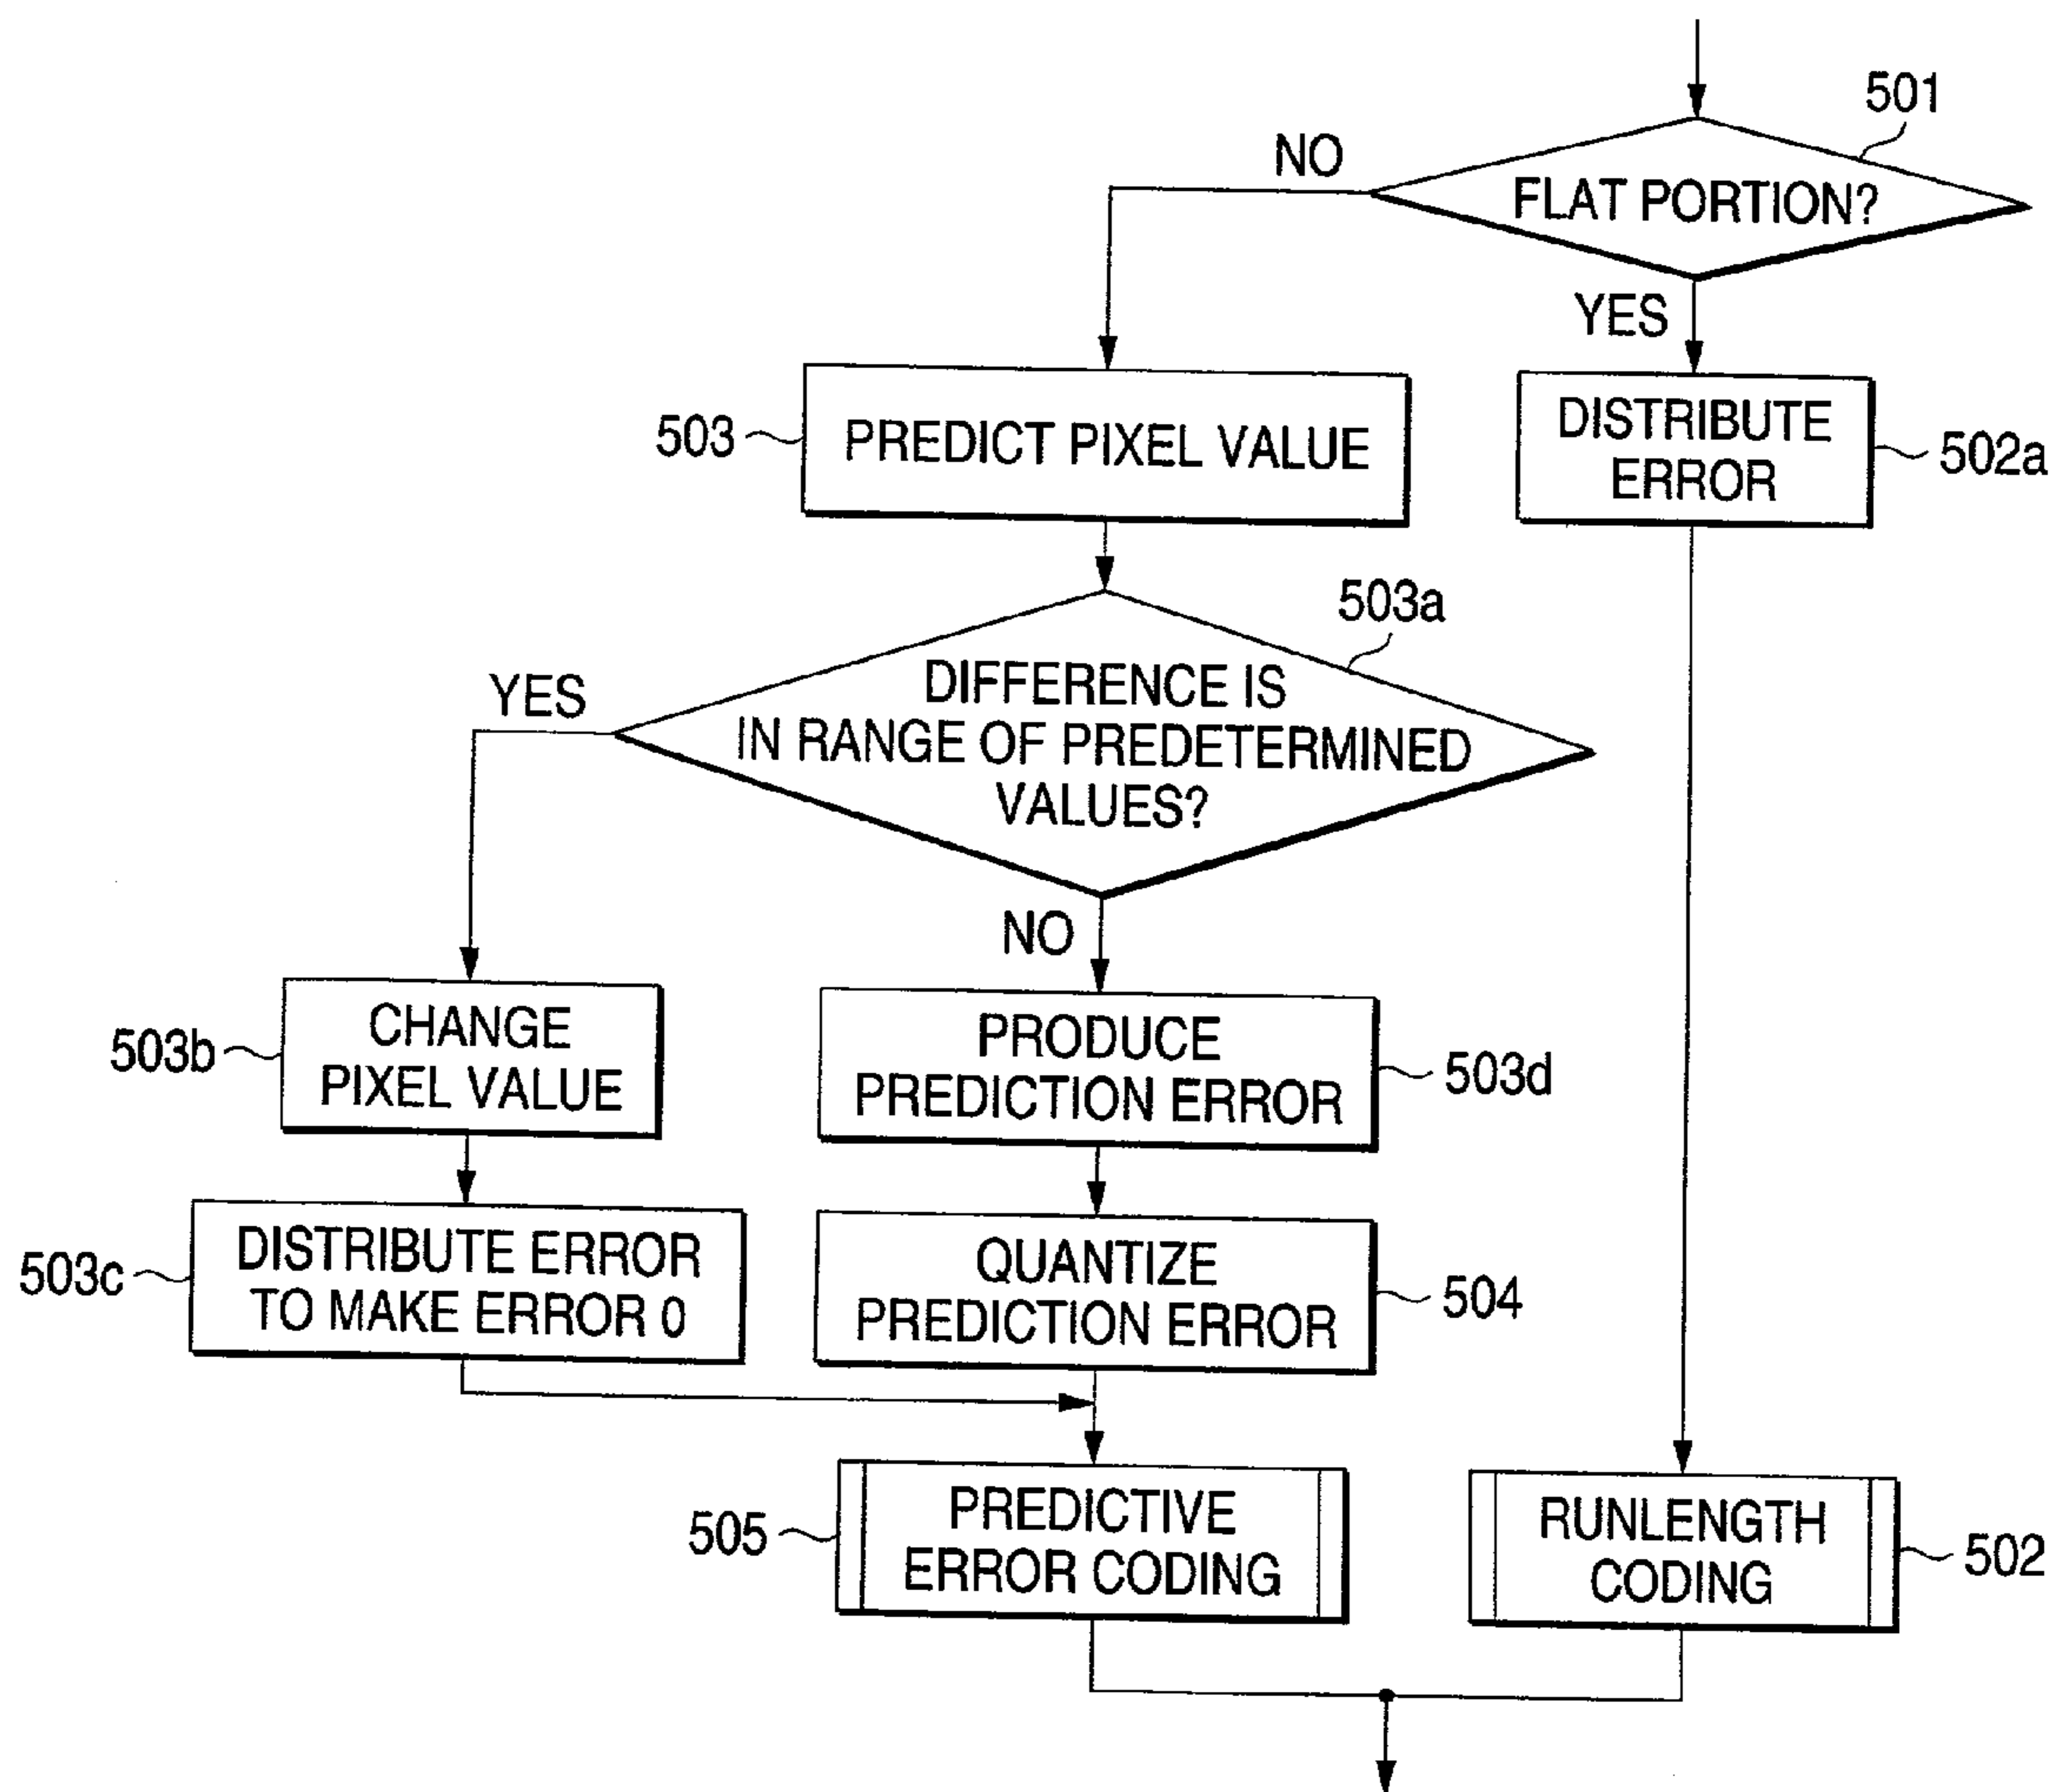 501
NO
FLAT PORTION?
YES
503
PREDICT PIXEL VALUE
DISTRIBUTE
ERROR
502a
503a
YES
DIFFERENCE IS
IN RANGE OF PREDETERMINED
VALUES?
NO
503b
CHANGE
PIXEL VALUE
PRODUCE
PREDICTION ERROR
503d
503c
DISTRIBUTE ERROR
TO MAKE ERROR 0
QUANTIZE
PREDICTION ERROR
504
505
PREDICTIVE
ERROR CODING
RUNLENGTH
CODING
502